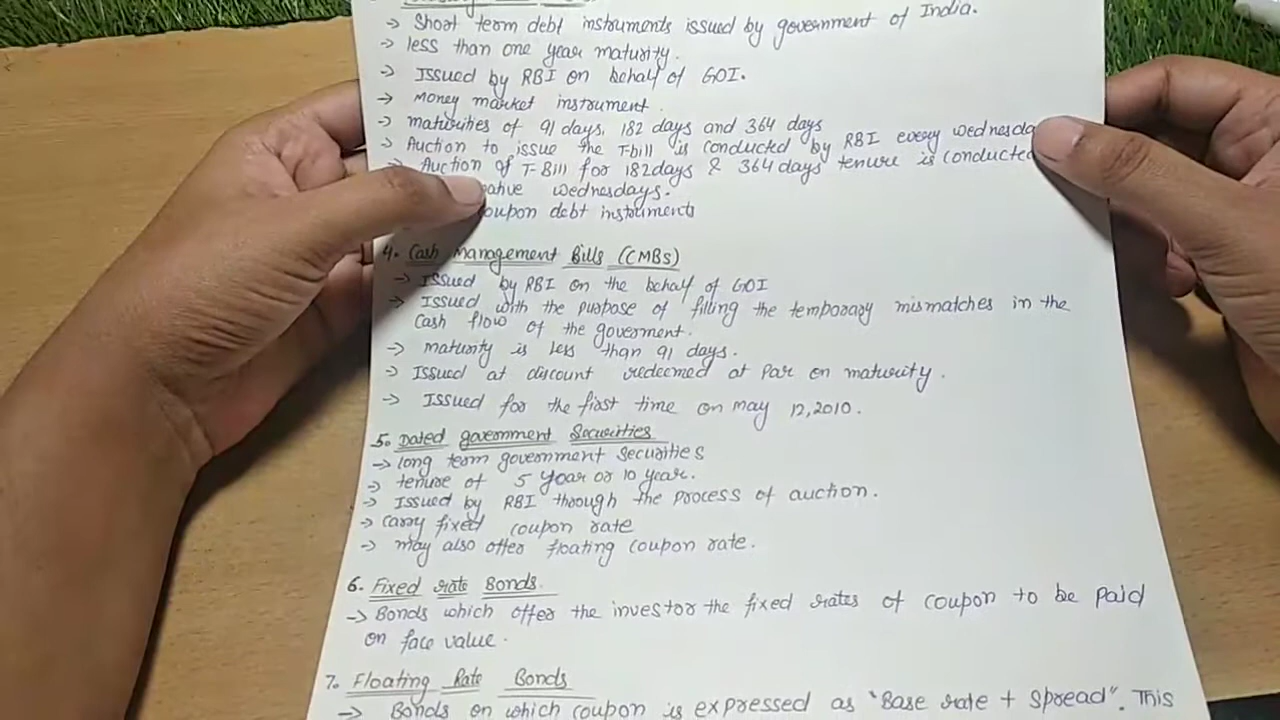 → Short term debt instruments issued by government of India.
→ less than one year maturity.
→ Issued by RBI on behalf of GOI.
→ Money market instrument.
→ maturities of 91 days, 182 days and 364 days
→ Auction to issue the T-bill is conducted by RBI every wednesda
→ Auction of T-Bill for 182days & 364 days tenure is conducted
wednesdays.
oupon debt instruments
4. Cash management Bills (CMBs)
→ Issued by RBI on the behalf of GOI
→ Issued with the purpose of filling the temporary mismatches in the
cash flow of the goverment.
→ maturity is less than 91 days.
→ Issued at discount redeemed at par on maturity.
→ Issued for the first time on may 12,2010.
5. Dated government Securities
→ long term government securities
→ tenure of 5 year or 10 year.
→ Issued by RBI through the process of auction.
→ carry fixed coupon rate
→ may also offer floating coupon rate.
6. Fixed rate Bonds.
→ Bonds which offer the investor the fixed rates of coupon to be paid
on face value.
7. Floating Rate Bonds
→ Bonds on which coupon is expressed as "Base rate + spread". This